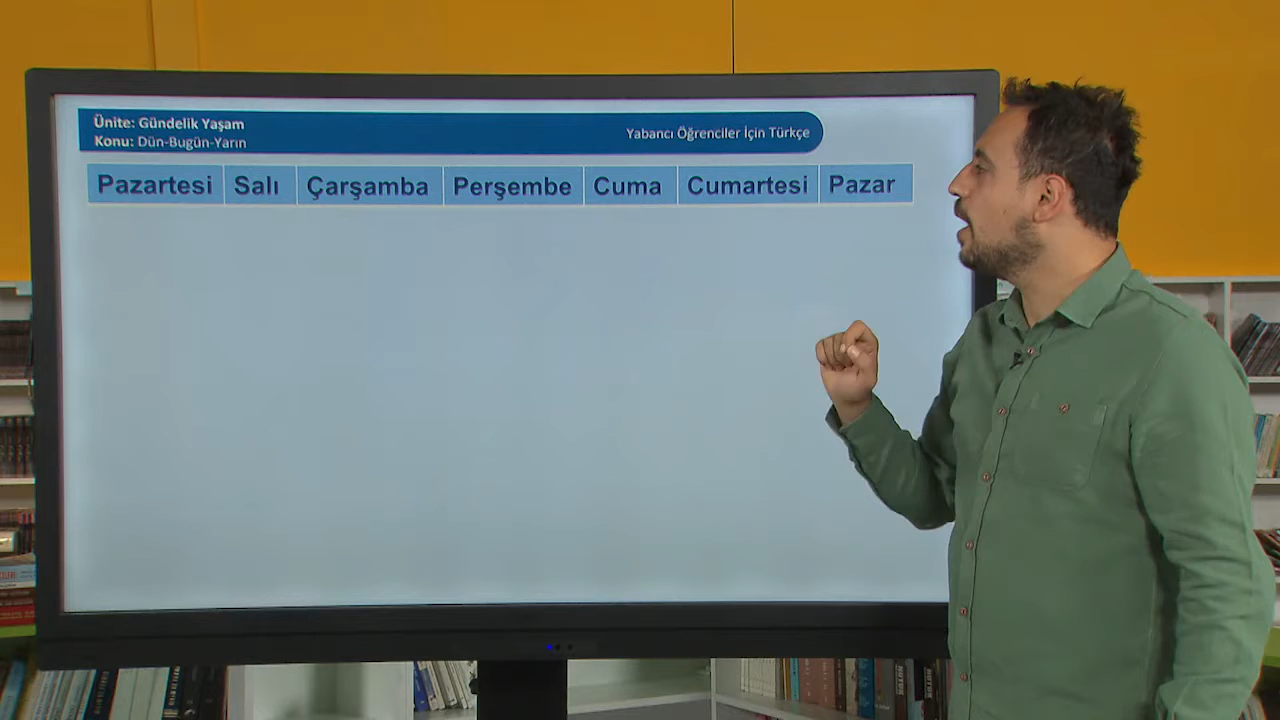 Ünite: Gündelik Yaşam
Konu: Dün-Bugün-Yarın
Yabancı Öğrenciler İçin Türkçe
Pazartesi Salı Çarşamba Perşembe Cuma Cumartesi Pazar